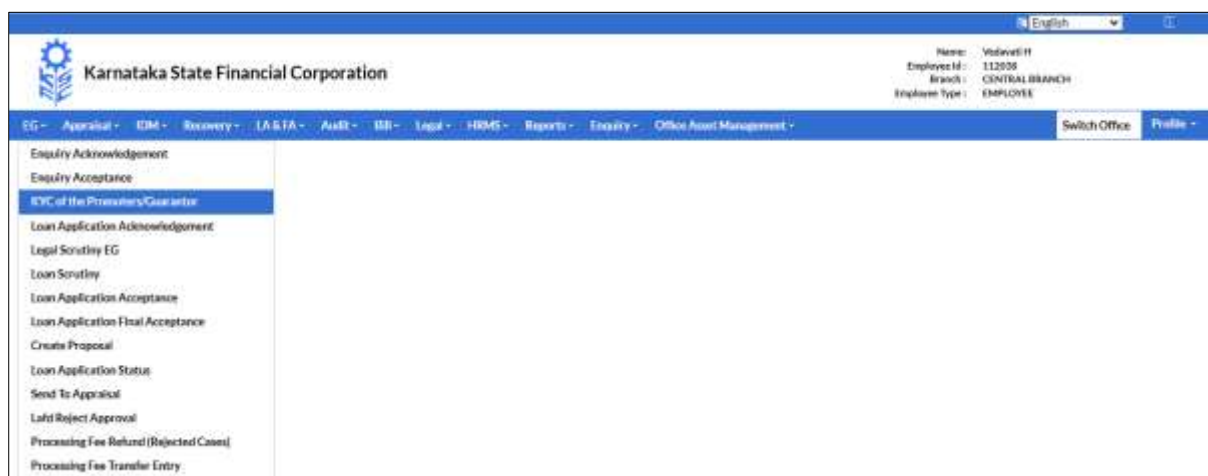 English
Karnataka State Financial Corporation
Name: Vedavati H
Employee Id: 112038
Branch: CENTRAL BRANCH
Employee Type: EMPLOYEE
EG Appraisal IDM Recovery LA & FA Audit Legal HRMS Reports Enquiry Office Asset Management Switch Office Profile
Enquiry Acknowledgement
Enquiry Acceptance
KYC of the Promoters/Guarantor
Loan Application Acknowledgement
Legal Scrutiny EG
Loan Scrutiny
Loan Application Acceptance
Loan Application Final Acceptance
Create Proposal
Loan Application Status
Send To Appraisal
Lafd Reject Approval
Processing Fee Refund (Rejected Cases)
Processing Fee Transfer Entry